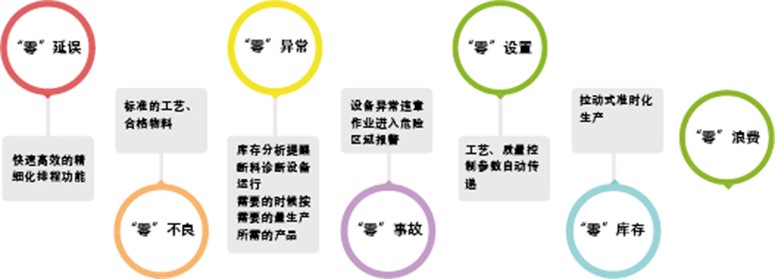 “零”延误
快速高效的精
细化排程功能
标准的工艺、
合格物料
“零”不良
“零”异常
库存分析提醒
断料诊断设备
运行
需要的时候按
需要的量生产
所需的产品
设备异常违章
作业进入危险
区域报警
“零”事故
“零”设置
工艺、质量控
制参数自动传
递
拉动式准时化
生产
“零”库存
“零”浪费